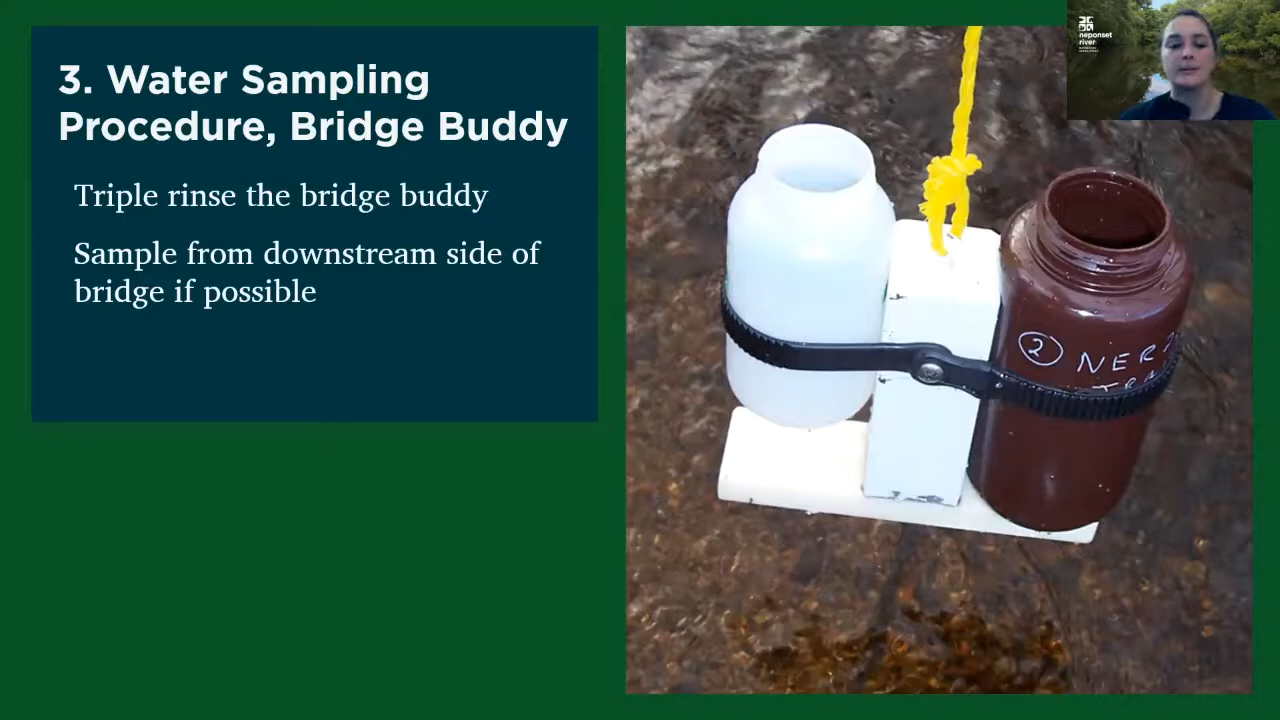 3. Water Sampling
Procedure, Bridge Buddy
Triple rinse the bridge buddy
Sample from downstream side of
bridge if possible
neponset
river
2 NER